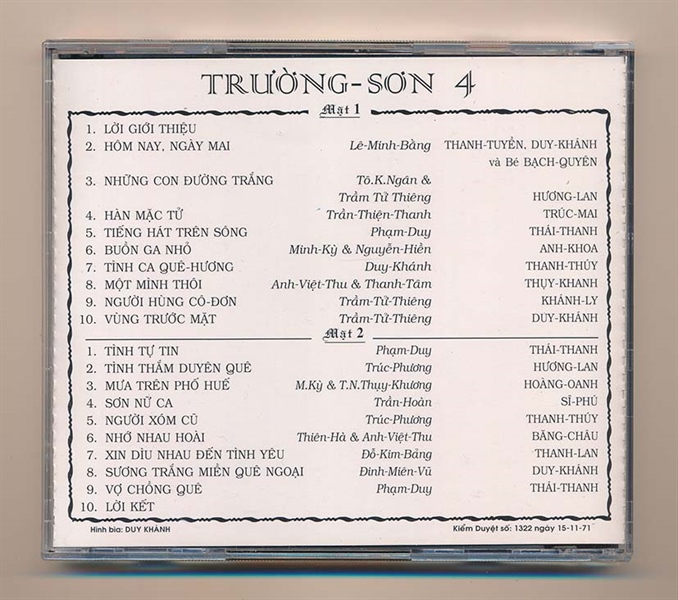 TRƯỜNG-SƠN 4
Mặt 1
1. LỜI GIỚI THIỆU
2. HÔM NAY, NGÀY MAI Lê-Minh-Bằng THANH-TUYỀN, DUY-KHÁNH
và Bé BẠCH-QUYÊN
3. NHỮNG CON ĐƯỜNG TRẮNG Tô.K.Ngân &
Trầm Tử Thiêng HƯƠNG-LAN
4. HÀN MẶC TỬ Trần-Thiện-Thanh TRÚC-MAI
5. TIẾNG HÁT TRÊN SÔNG Phạm-Duy THÁI-THANH
6. BUỒN GA NHỎ Minh-Kỳ & Nguyễn-Hiền ANH-KHOA
7. TÌNH CA QUÊ-HƯƠNG Duy-Khánh THANH-THÚY
8. MỘT MÌNH THÔI Anh-Việt-Thu & Thanh-Tâm THỤY-KHANH
9. NGƯỜI HÙNG CÔ-ĐƠN Trầm-Tử-Thiêng KHÁNH-LY
10. VÙNG TRƯỚC MẶT Trầm-Tử-Thiêng DUY-KHÁNH
Mặt 2
1. TÌNH TỰ TIN Phạm-Duy THÁI-THANH
2. TÌNH THẮM DUYÊN QUÊ Trúc-Phương HƯƠNG-LAN
3. MƯA TRÊN PHỐ HUẾ M.Kỳ & T.N.Thụy-Khương HOÀNG-OANH
4. SƠN NỮ CA Trần-Hoàn SĨ-PHÚ
5. NGƯỜI XÓM CŨ Trúc-Phương THANH-THÚY
6. NHỚ NHAU HOÀI Thiên-Hà & Anh-Việt-Thu BĂNG-CHÂU
7. XIN DÌU NHAU ĐẾN TÌNH YÊU Đỗ-Kim-Bảng THANH-LAN
8. SƯƠNG TRẮNG MIỀN QUÊ NGOẠI Đinh-Miên-Vũ DUY-KHÁNH
9. VỢ CHỒNG QUÊ Phạm-Duy THÁI-THANH
10. LỜI KẾT
Hình bìa: DUY KHÁNH Kiểm Duyệt số: 1322 ngày 15-11-71